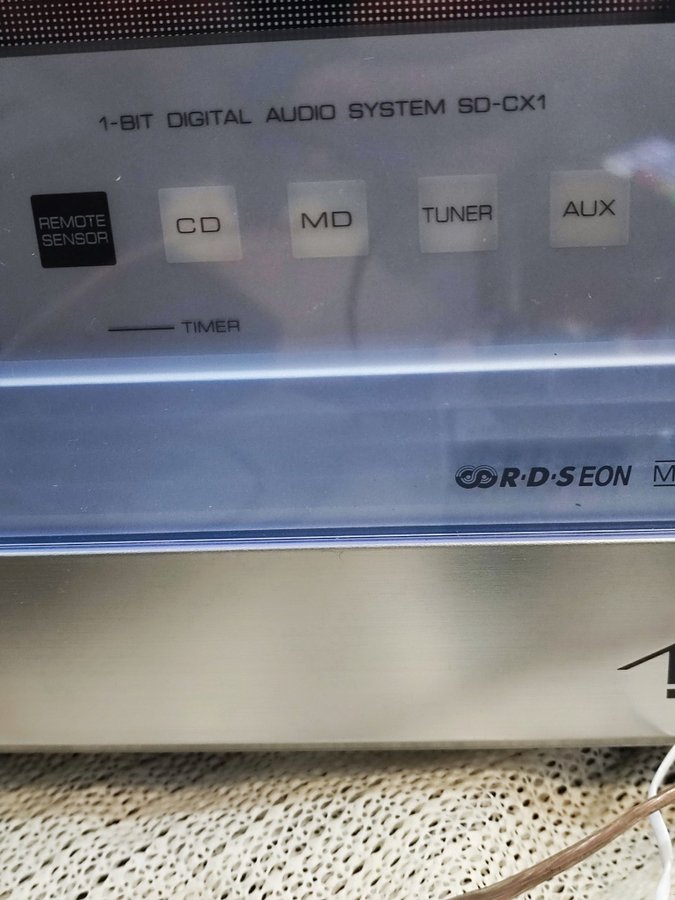 1-BIT DIGITAL AUDIO SYSTEM SD-CX1
REMOTE
SENSOR
CD
MD
TUNER
AUX
TIMER
R·D·S EON